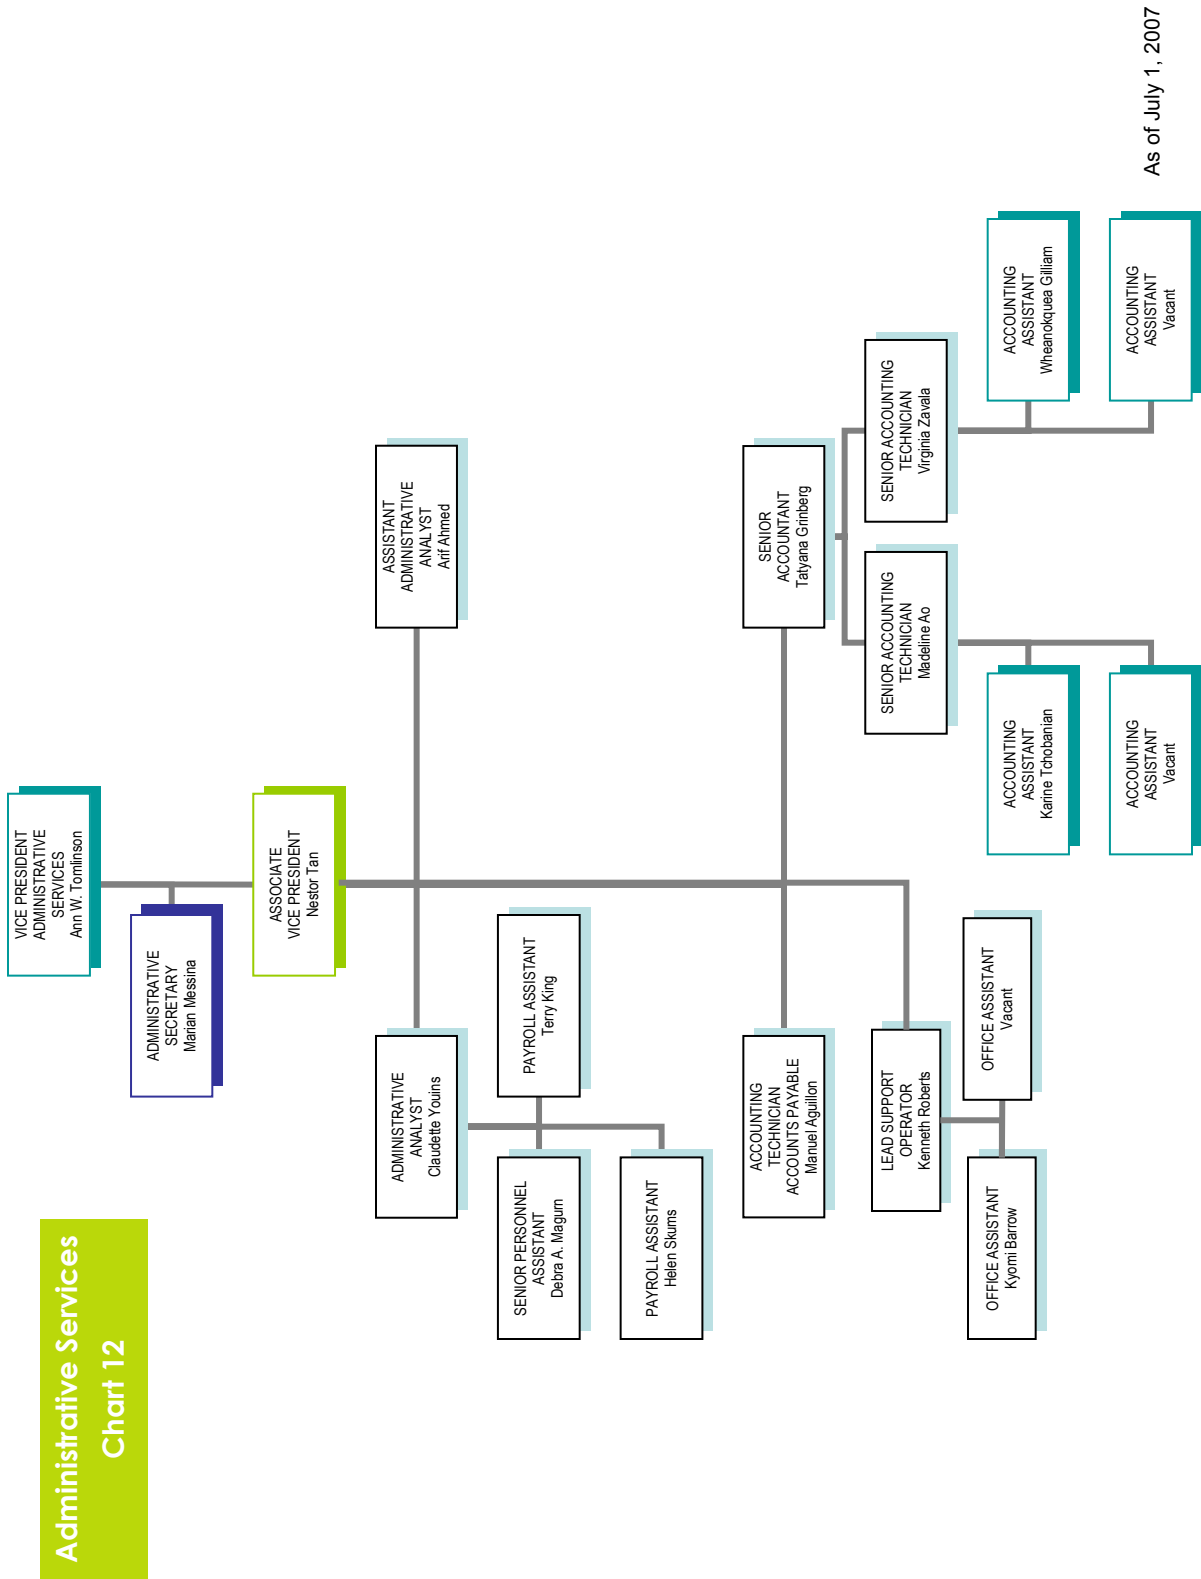 Administrative Services
Chart 12
VICE PRESIDENT
ADMINISTRATIVE
SERVICES
Ann W. Tomlinson
ADMINISTRATIVE
SECRETARY
Marian Messina
ASSOCIATE
VICE PRESIDENT
Nestor Tan
ADMINISTRATIVE
ANALYST
Claudette Youins
ASSISTANT
ADMINISTRATIVE
ANALYST
Arif Ahmed
SENIOR PERSONNEL
ASSISTANT
Debra A. Magurn
PAYROLL ASSISTANT
Terry King
PAYROLL ASSISTANT
Helen Skums
ACCOUNTING
TECHNICIAN
ACCOUNTS PAYABLE
Manuel Aguillon
SENIOR
ACCOUNTANT
Tatyana Grinberg
LEAD SUPPORT
OPERATOR
Kenneth Roberts
SENIOR ACCOUNTING
TECHNICIAN
Madeline Ao
SENIOR ACCOUNTING
TECHNICIAN
Virginia Zavala
OFFICE ASSISTANT
Kyomi Barrow
OFFICE ASSISTANT
Vacant
ACCOUNTING
ASSISTANT
Karine Tchobanian
ACCOUNTING
ASSISTANT
Wheanokquea Gilliam
ACCOUNTING
ASSISTANT
Vacant
ACCOUNTING
ASSISTANT
Vacant
As of July 1, 2007